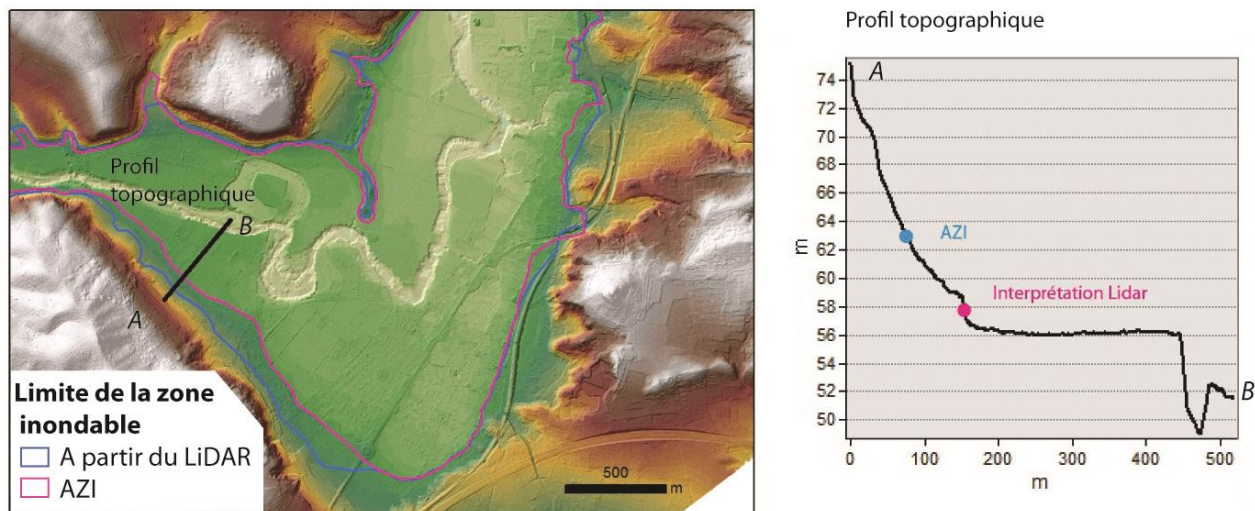 Profil
topographique
A
B
Limite de la zone
inondable
A partir du LiDAR
AZI
500
m
Profil topographique
m
74
72
70
68
66
64
62
60
58
56
54
52
50
A
AZI
Interprétation Lidar
B
0
100
200
300
400
500
m